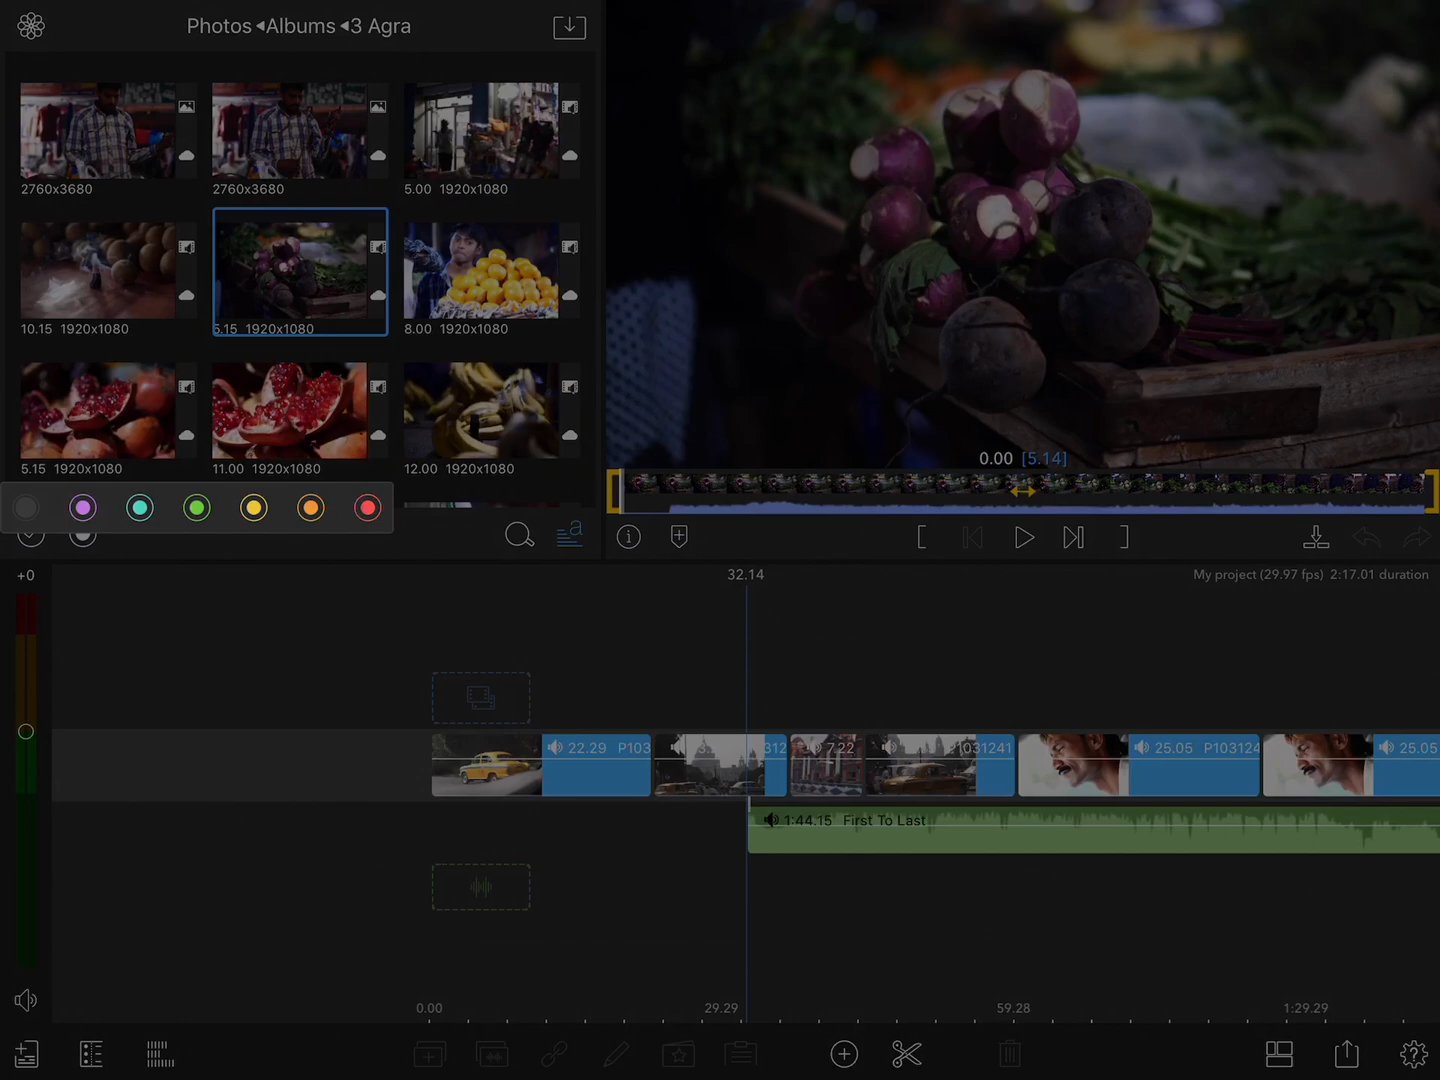 Photos ◂Albums ◂3 Agra
2760x3680
2760x3680
5.00 1920x1080
10.15 1920x1080
5.15 1920x1080
8.00 1920x1080
5.15 1920x1080
11.00 1920x1080
12.00 1920x1080
0.00 [5.14]
+0
32.14
My project (29.97 fps) 2:17.01 duration
22.29 P103
312
7.22
P1031241
25.05 P103124
25.05
1:44.15 First To Last
0.00
29.29
59.28
1:29.29